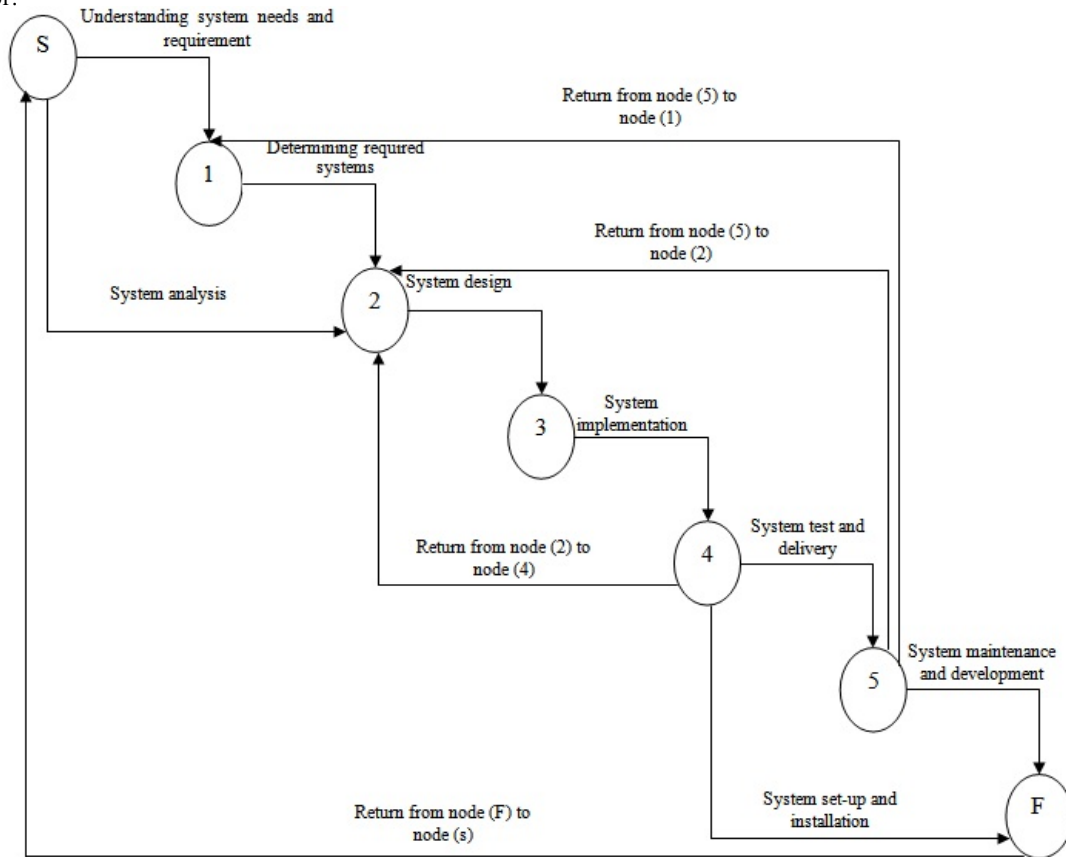 Understanding system needs and
requirement
S
Return from node (5) to
node (1)
Determining required
systems
1
Return from node (5) to
node (2)
System design
System analysis
2
System
implementation
3
System test and
delivery
Return from node (2) to
node (4)
4
System maintenance
and development
5
System set-up and
installation
F
Return from node (F) to
node (s)